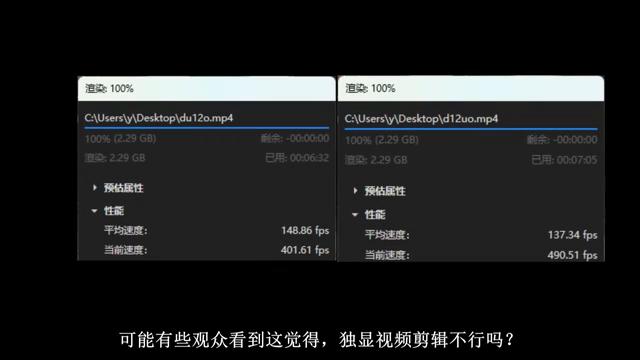 渲染: 100%
C:\Users\y\Desktop\du12o.mp4
100% (2.29 GB) 剩余: -00:00:00
渲染: 2.29 GB 已用: 00:06:32
预估属性
性能
平均速度: 148.86 fps
当前速度: 401.61 fps
渲染: 100%
C:\Users\y\Desktop\d12uo.mp4
100% (2.29 GB) 剩余: -00:00:00
渲染: 2.29 GB 已用: 00:07:05
预估属性
性能
平均速度: 137.34 fps
当前速度: 490.51 fps
可能有些观众看到这觉得，独显视频剪辑不行吗？